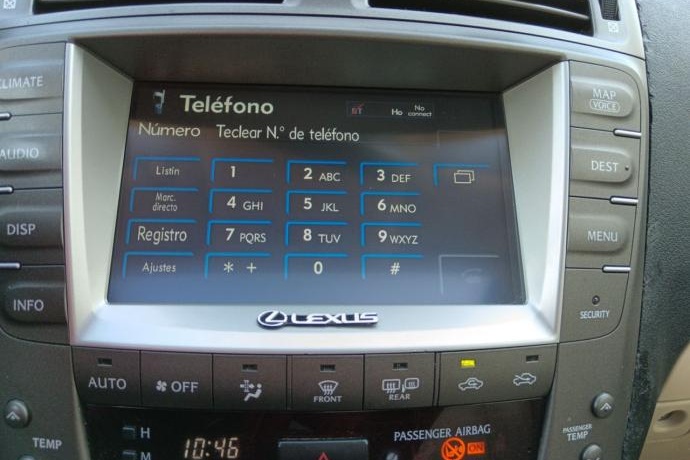 CLIMATE
AUDIO
DISP
INFO
Teléfono
BT Ho No connect
Número Teclear N.º de teléfono
Listín 1 2 ABC 3 DEF
Marc. directo 4 GHI 5 JKL 6 MNO
Registro 7 PQRS 8 TUV 9 WXYZ
Ajustes * + 0 #
LEXUS
MAP
VOICE
DEST
MENU
SECURITY
AUTO OFF FRONT REAR
TEMP
H
M
10:46
PASSENGER AIRBAG
PASSENGER
TEMP